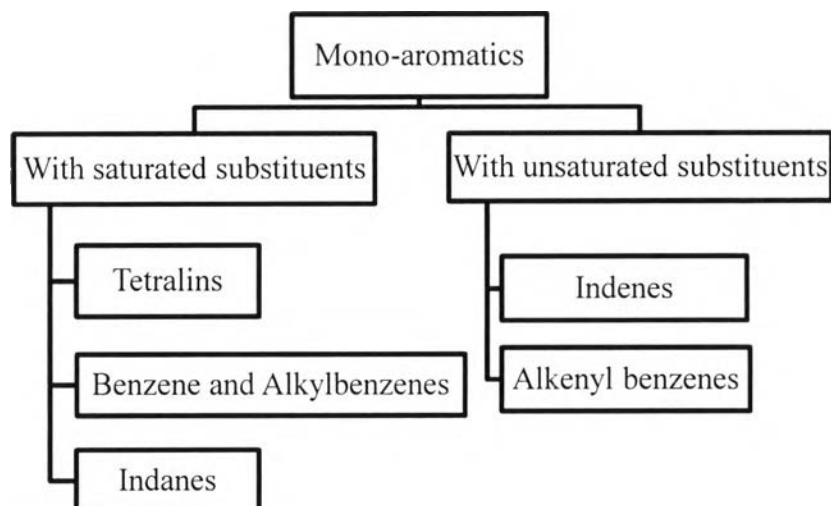 Mono-aromatics
With saturated substituents
With unsaturated substituents
Tetralins
Benzene and Alkylbenzenes
Indanes
Indenes
Alkenyl benzenes